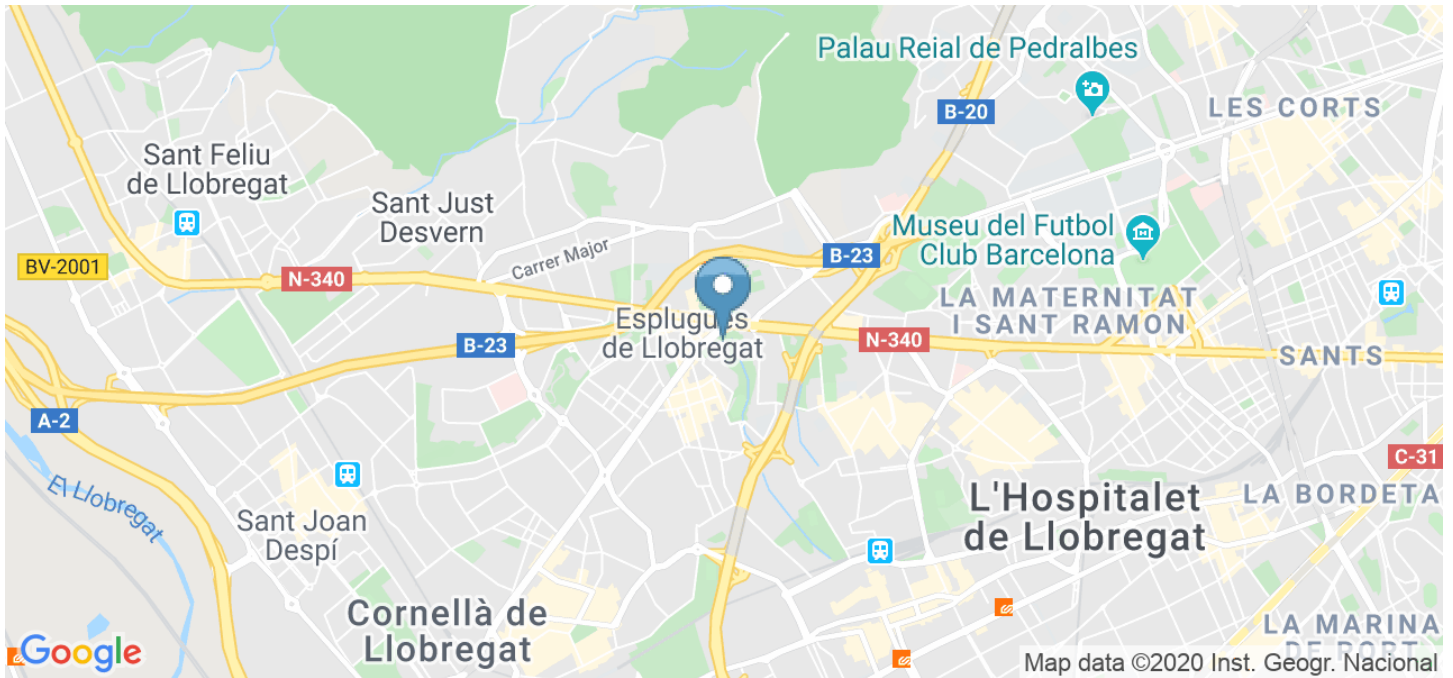 Palau Reial de Pedralbes
B-20
LES CORTS
Sant Feliu
de Llobregat
Sant Just
Desvern
Museu del Futbol
Club Barcelona
Carrer Major
BV-2001
B-23
N-340
LA MATERNITAT
I SANT RAMON
Esplugues
de Llobregat
B-23
N-340
SANTS
A-2
C-31
El Llobregat
L'Hospitalet
de Llobregat
LA BORDETA
Sant Joan
Despí
Cornellà de
Llobregat
LA MARINA
DE PORT
Google
Map data ©2020 Inst. Geogr. Nacional